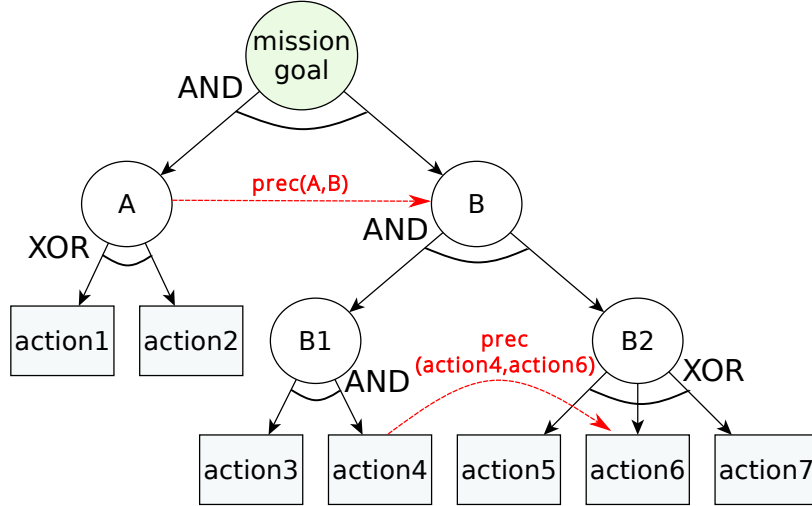 mission
goal
AND
A
prec(A,B)
B
XOR
AND
action1
action2
B1
prec
(action4,action6)
B2
AND
XOR
action3
action4
action5
action6
action7